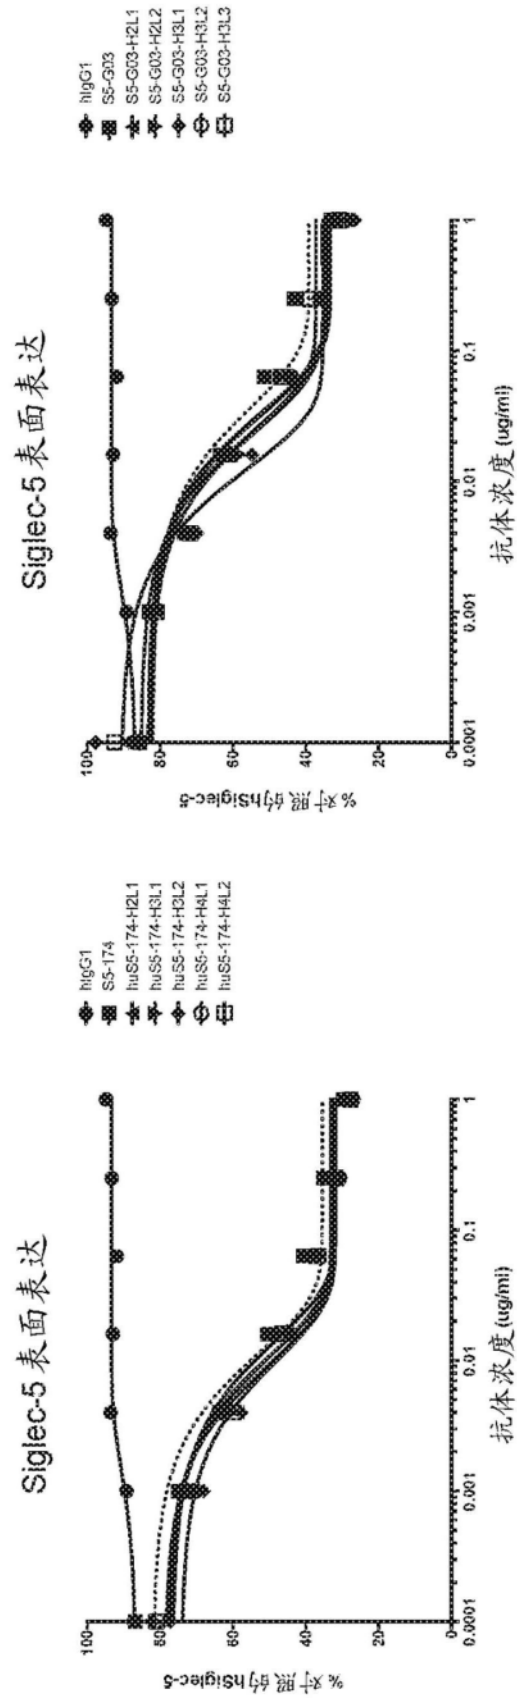 Siglec-5 表面表达
% 对照的hSiglec-5
100
80
60
40
20
0
0.0001
0.001
0.01
0.1
1
抗体浓度 (ug/ml)
hIgG1
S5-174
huS5-174-H2L1
huS5-174-H3L1
huS5-174-H3L2
huS5-174-H4L1
huS5-174-H4L2
Siglec-5 表面表达
% 对照的hSiglec-5
100
80
60
40
20
0
0.0001
0.001
0.01
0.1
1
抗体浓度 (ug/ml)
hIgG1
S5-G03
S5-G03-H2L1
S5-G03-H2L2
S5-G03-H3L1
S5-G03-H3L2
S5-G03-H3L3